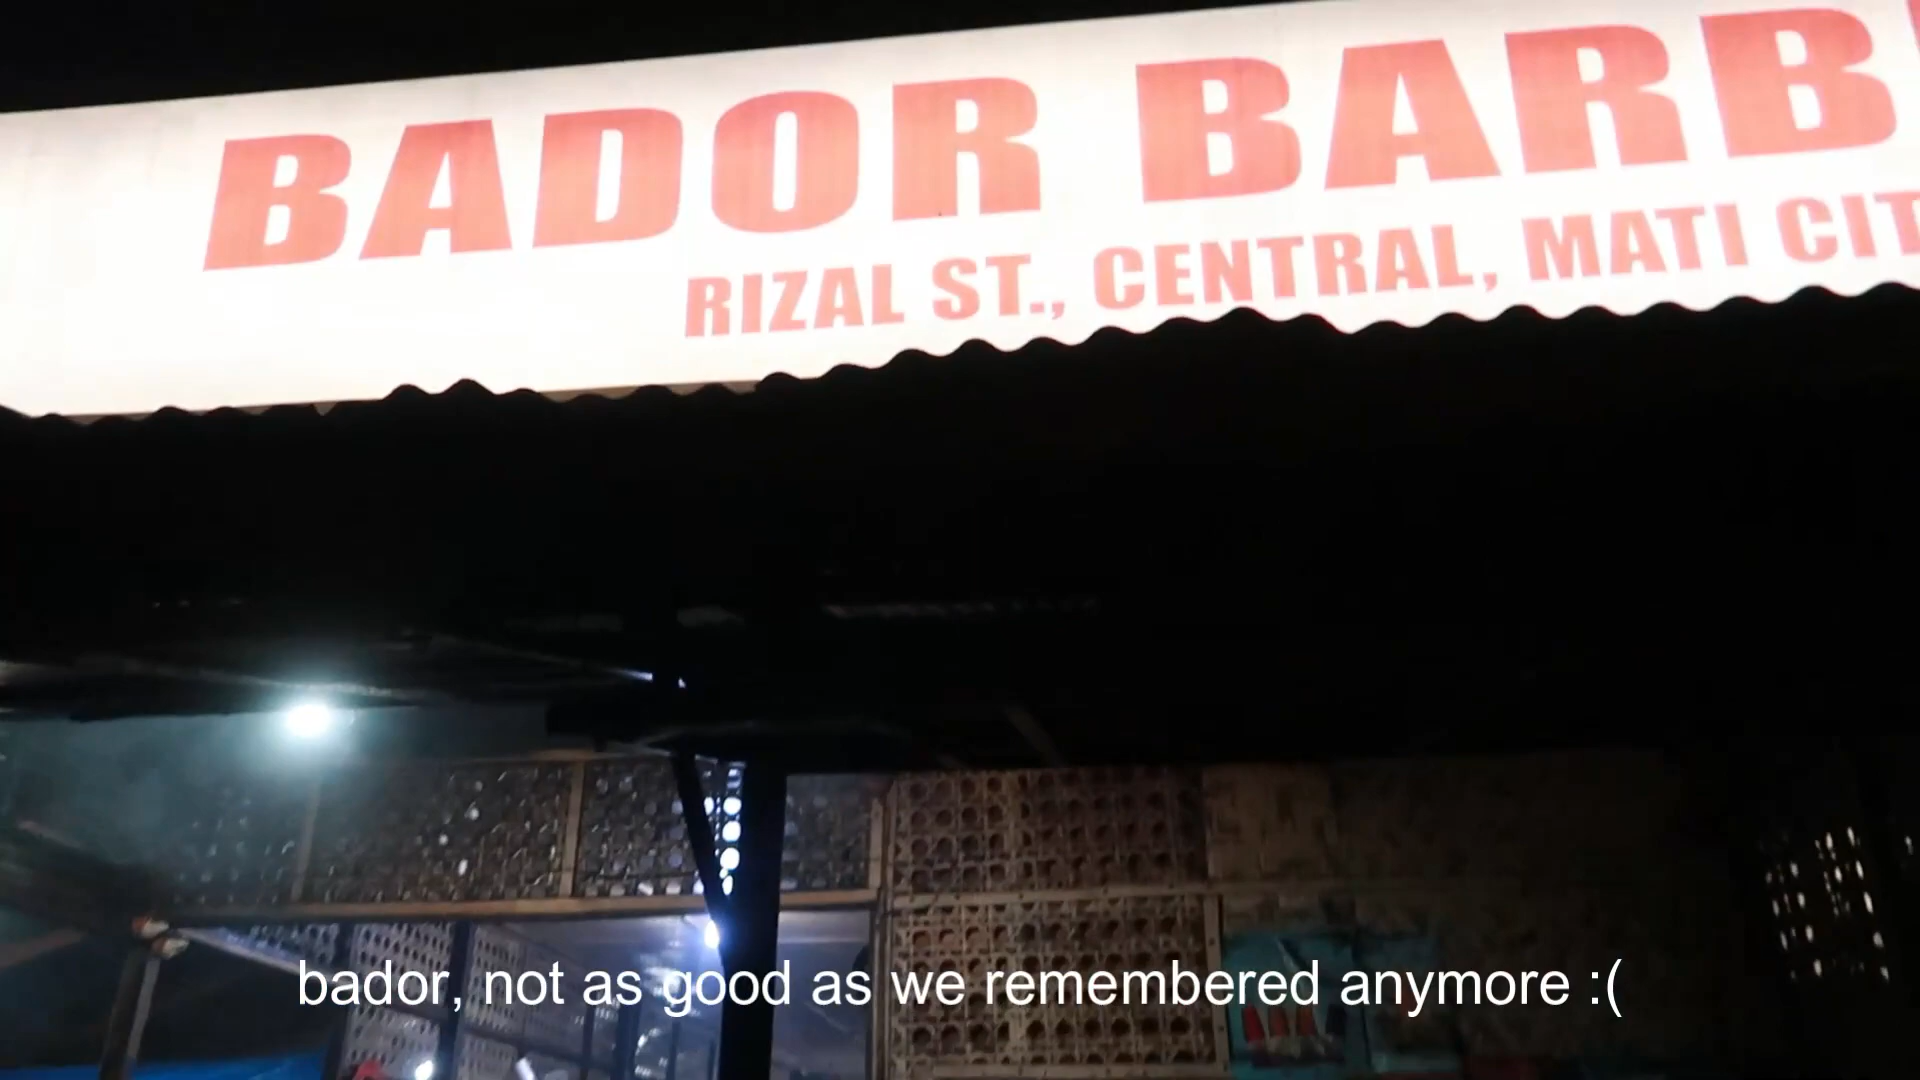 BADOR BARB
RIZAL ST., CENTRAL, MATI CIT
bador, not as good as we remembered anymore :(